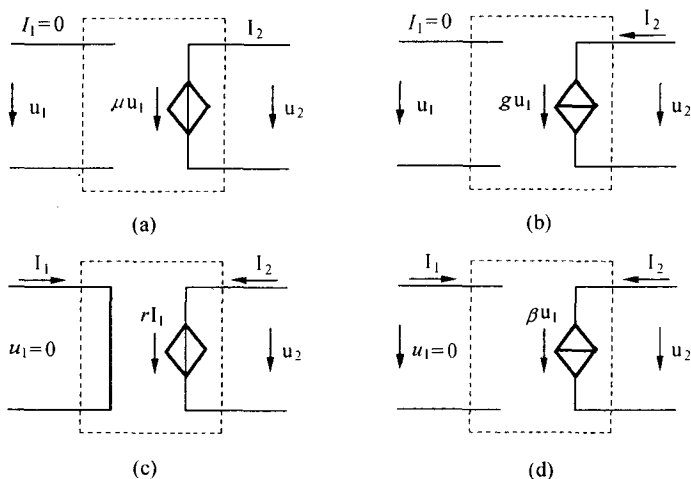 I₁=0
I₂
u₁
μu₁
u₂
(a)
I₁=0
I₂
u₁
gu₁
u₂
(b)
I₁
I₂
u₁=0
rI₁
u₂
(c)
I₁
I₂
u₁=0
βu₁
u₂
(d)